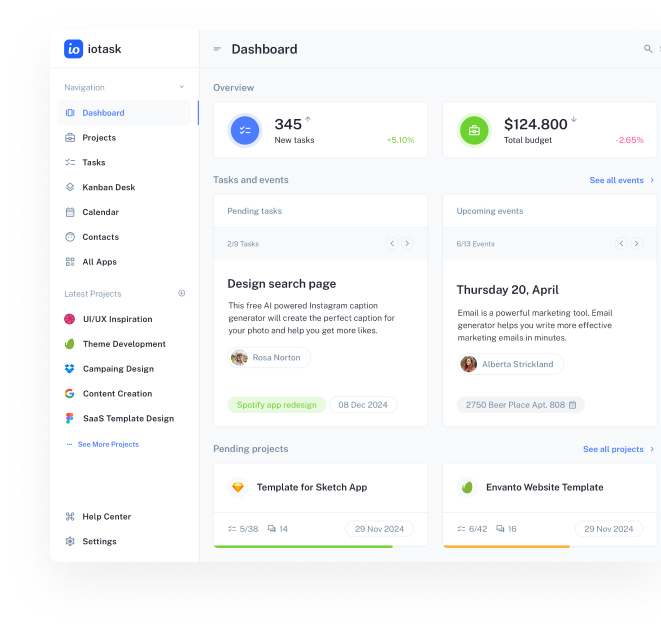 io iotask
Dashboard
Navigation
Dashboard
Projects
Tasks
Kanban Desk
Calendar
Contacts
All Apps
Latest Projects
UI/UX Inspiration
Theme Development
Campaing Design
Content Creation
SaaS Template Design
See More Projects
Help Center
Settings
Overview
345
New tasks
+5.10%
$124.800
Total budget
-2.65%
Tasks and events
See all events
Pending tasks
2/9 Tasks
Design search page
This free AI powered Instagram caption
generator will create the perfect caption for
your photo and help you get more likes.
Rosa Norton
Spotify app redesign
08 Dec 2024
Upcoming events
6/13 Events
Thursday 20, April
Email is a powerful marketing tool. Email
generator helps you write more effective
marketing emails in minutes.
Alberta Strickland
2750 Beer Place Apt. 808
Pending projects
See all projects
Template for Sketch App
5/38
14
29 Nov 2024
Envanto Website Template
6/42
16
29 Nov 2024